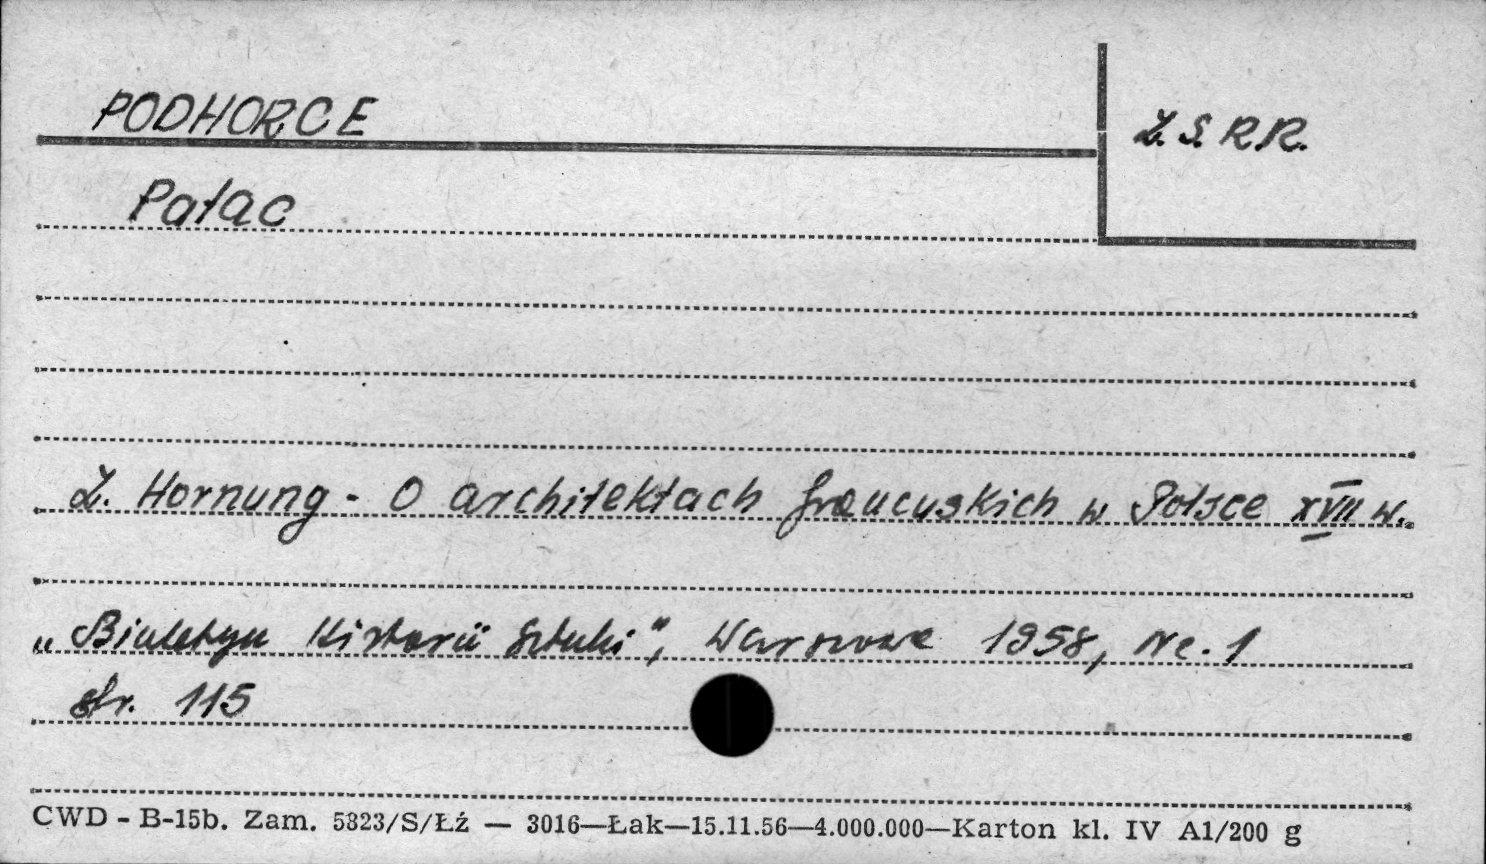 PODHORCE
Z.S.R.R.
Pałac
Z. Hornung - O architektach francuskich w Polsce XVII w.
„Biuletyn Historii Sztuki", Warszawa 1958, Nr. 1
str. 115
CWD - B-15b. Zam. 5323/S/Łź — 3016—Łak—15.11.56—4.000.000—Karton kl. IV A1/200 g